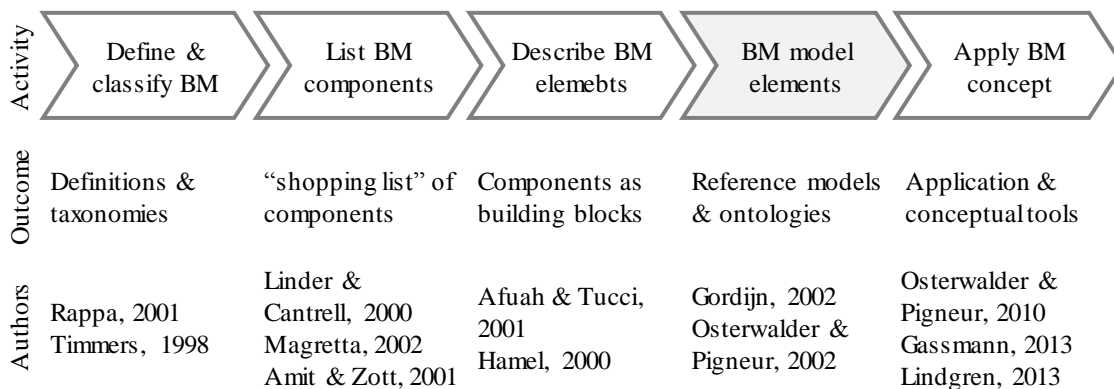 Activity
Define &
classify BM
List BM
components
Describe BM
elemebts
BM model
elements
Apply BM
concept
Outcome
Definitions &
taxonomies
“shopping list” of
components
Components as
building blocks
Reference models
& ontologies
Application &
conceptual tools
Authors
Rappa, 2001
Timmers, 1998
Linder &
Cantrell, 2000
Magretta, 2002
Amit & Zott, 2001
Afuah & Tucci,
2001
Hamel, 2000
Gordijn, 2002
Osterwalder &
Pigneur, 2002
Osterwalder &
Pigneur, 2010
Gassmann, 2013
Lindgren, 2013